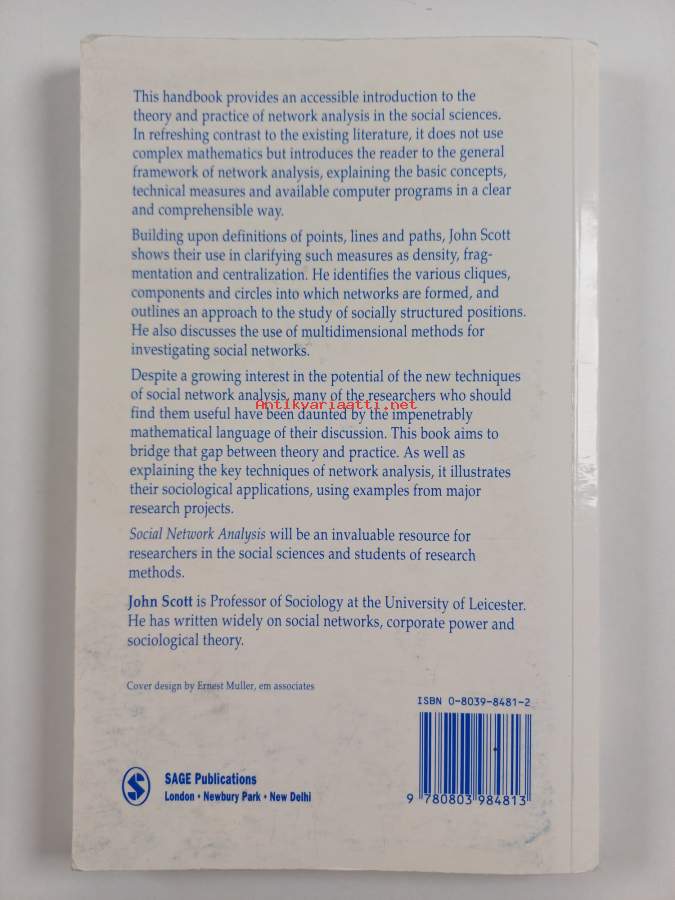 This handbook provides an accessible introduction to the
theory and practice of network analysis in the social sciences.
In refreshing contrast to the existing literature, it does not use
complex mathematics but introduces the reader to the general
framework of network analysis, explaining the basic concepts,
technical measures and available computer programs in a clear
and comprehensible way.
Building upon definitions of points, lines and paths, John Scott
shows their use in clarifying such measures as density, frag-
mentation and centralization. He identifies the various cliques,
components and circles into which networks are formed, and
outlines an approach to the study of socially structured positions.
He also discusses the use of multidimensional methods for
investigating social networks.
Despite a growing interest in the potential of the new techniques
of social network analysis, many of the researchers who should
Antikvariaatti.net
find them useful have been daunted by the impenetrably
mathematical language of their discussion. This book aims to
bridge that gap between theory and practice. As well as
explaining the key techniques of network analysis, it illustrates
their sociological applications, using examples from major
research projects.
Social Network Analysis will be an invaluable resource for
researchers in the social sciences and students of research
methods.
John Scott is Professor of Sociology at the University of Leicester.
He has written widely on social networks, corporate power and
sociological theory.
Cover design by Ernest Muller, em associates
ISBN 0-8039-8481-2
9 780803 984813
S
SAGE Publications
London • Newbury Park • New Delhi